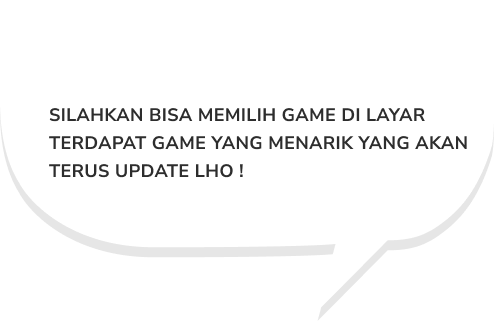 SILAHKAN BISA MEMILIH GAME DI LAYAR
TERDAPAT GAME YANG MENARIK YANG AKAN
TERUS UPDATE LHO !